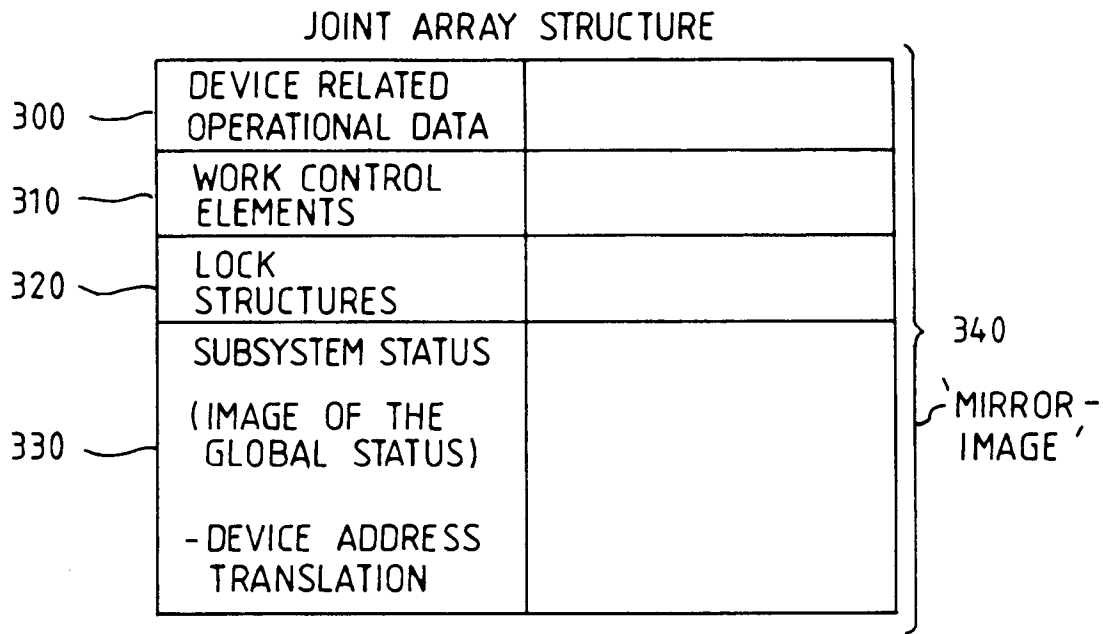 JOINT ARRAY STRUCTURE
300
DEVICE RELATED
OPERATIONAL DATA
310
WORK CONTROL
ELEMENTS
320
LOCK
STRUCTURES
330
SUBSYSTEM STATUS
(IMAGE OF THE
GLOBAL STATUS)
-DEVICE ADDRESS
TRANSLATION
340
'MIRROR-
IMAGE'